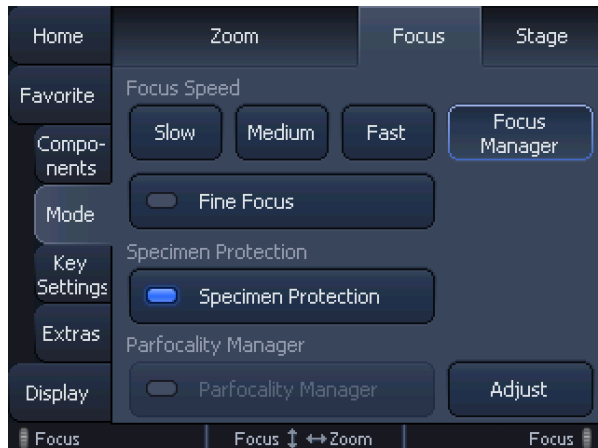 Home
Zoom
Focus
Stage
Favorite
Focus Speed
Compo-
nents
Slow
Medium
Fast
Focus
Manager
Mode
Fine Focus
Key
Settings
Specimen Protection
Specimen Protection
Extras
Parfocality Manager
Display
Parfocality Manager
Adjust
Focus
Focus ↕ ↔ Zoom
Focus